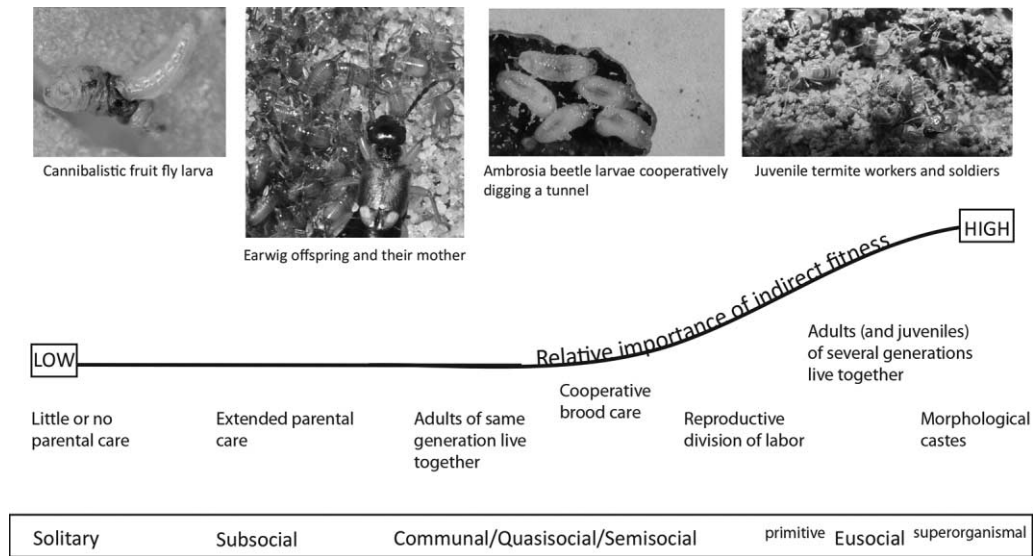 Cannibalistic fruit fly larva
Earwig offspring and their mother
Ambrosia beetle larvae cooperatively
digging a tunnel
Juvenile termite workers and soldiers
HIGH
Relative importance of indirect fitness
LOW
Adults (and juveniles)
of several generations
live together
Little or no
parental care
Extended parental
care
Adults of same
generation live
together
Cooperative
brood care
Reproductive
division of labor
Morphological
castes
Solitary
Subsocial
Communal/Quasisocial/Semisocial
primitive Eusocial superorganismal